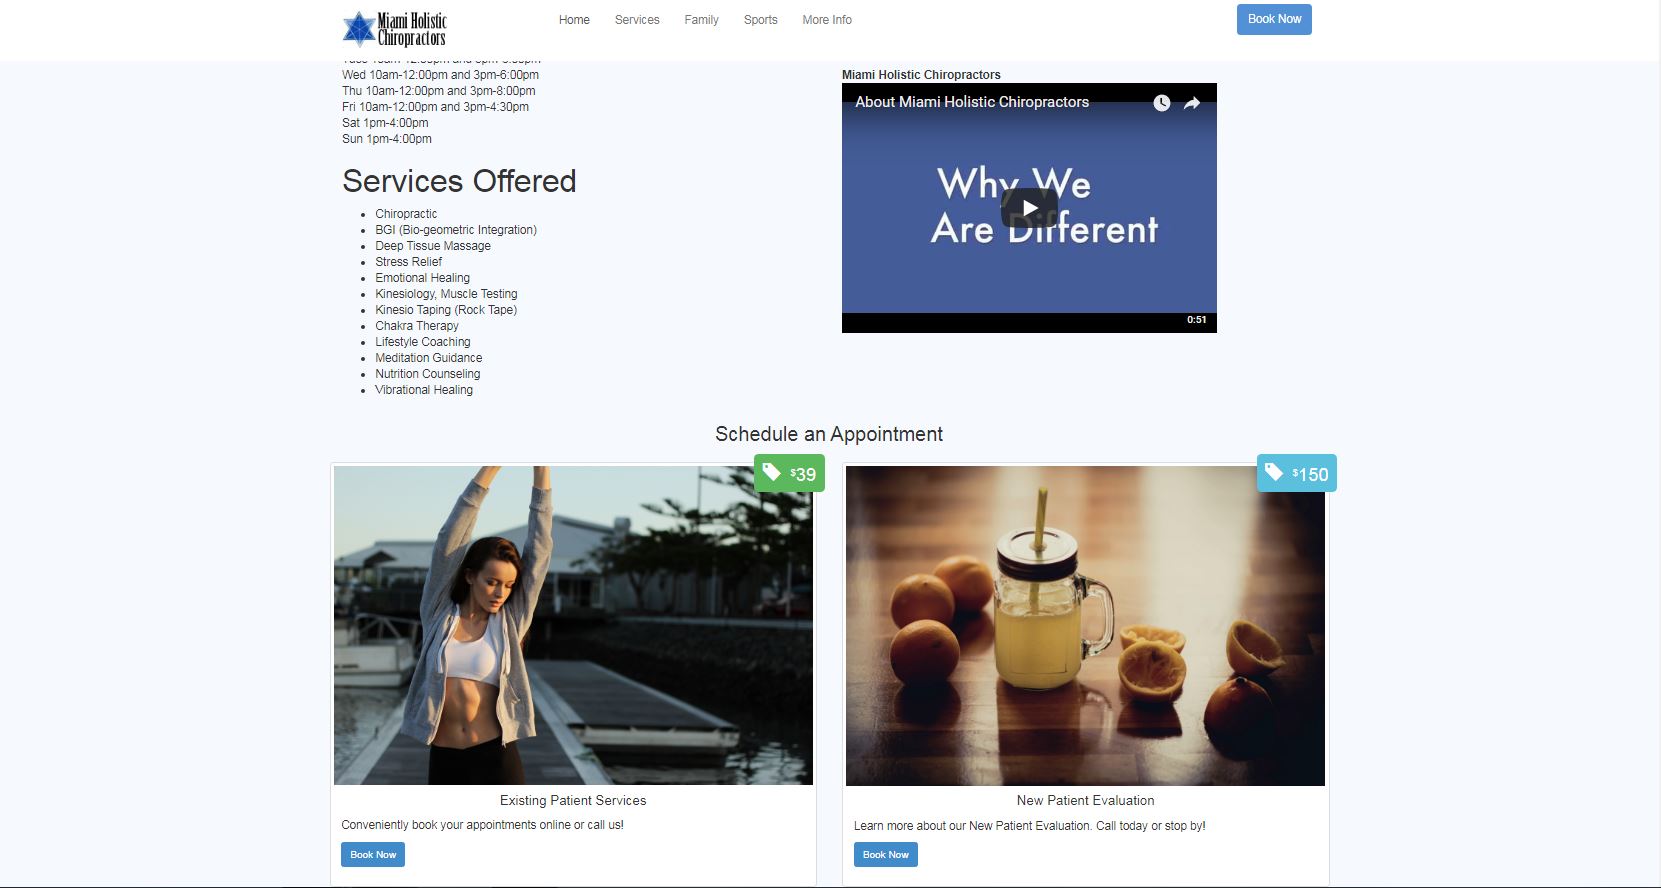 Miami Holistic
Chiropractors
Home Services Family Sports More Info
Book Now
Wed 10am-12:00pm and 3pm-6:00pm
Thu 10am-12:00pm and 3pm-8:00pm
Fri 10am-12:00pm and 3pm-4:30pm
Sat 1pm-4:00pm
Sun 1pm-4:00pm
Services Offered
Chiropractic
BGI (Bio-geometric Integration)
Deep Tissue Massage
Stress Relief
Emotional Healing
Kinesiology, Muscle Testing
Kinesio Taping (Rock Tape)
Chakra Therapy
Lifestyle Coaching
Meditation Guidance
Nutrition Counseling
Vibrational Healing
Miami Holistic Chiropractors
About Miami Holistic Chiropractors
Why We
Are Different
0:51
Schedule an Appointment
$39
Existing Patient Services
Conveniently book your appointments online or call us!
Book Now
$150
New Patient Evaluation
Learn more about our New Patient Evaluation. Call today or stop by!
Book Now